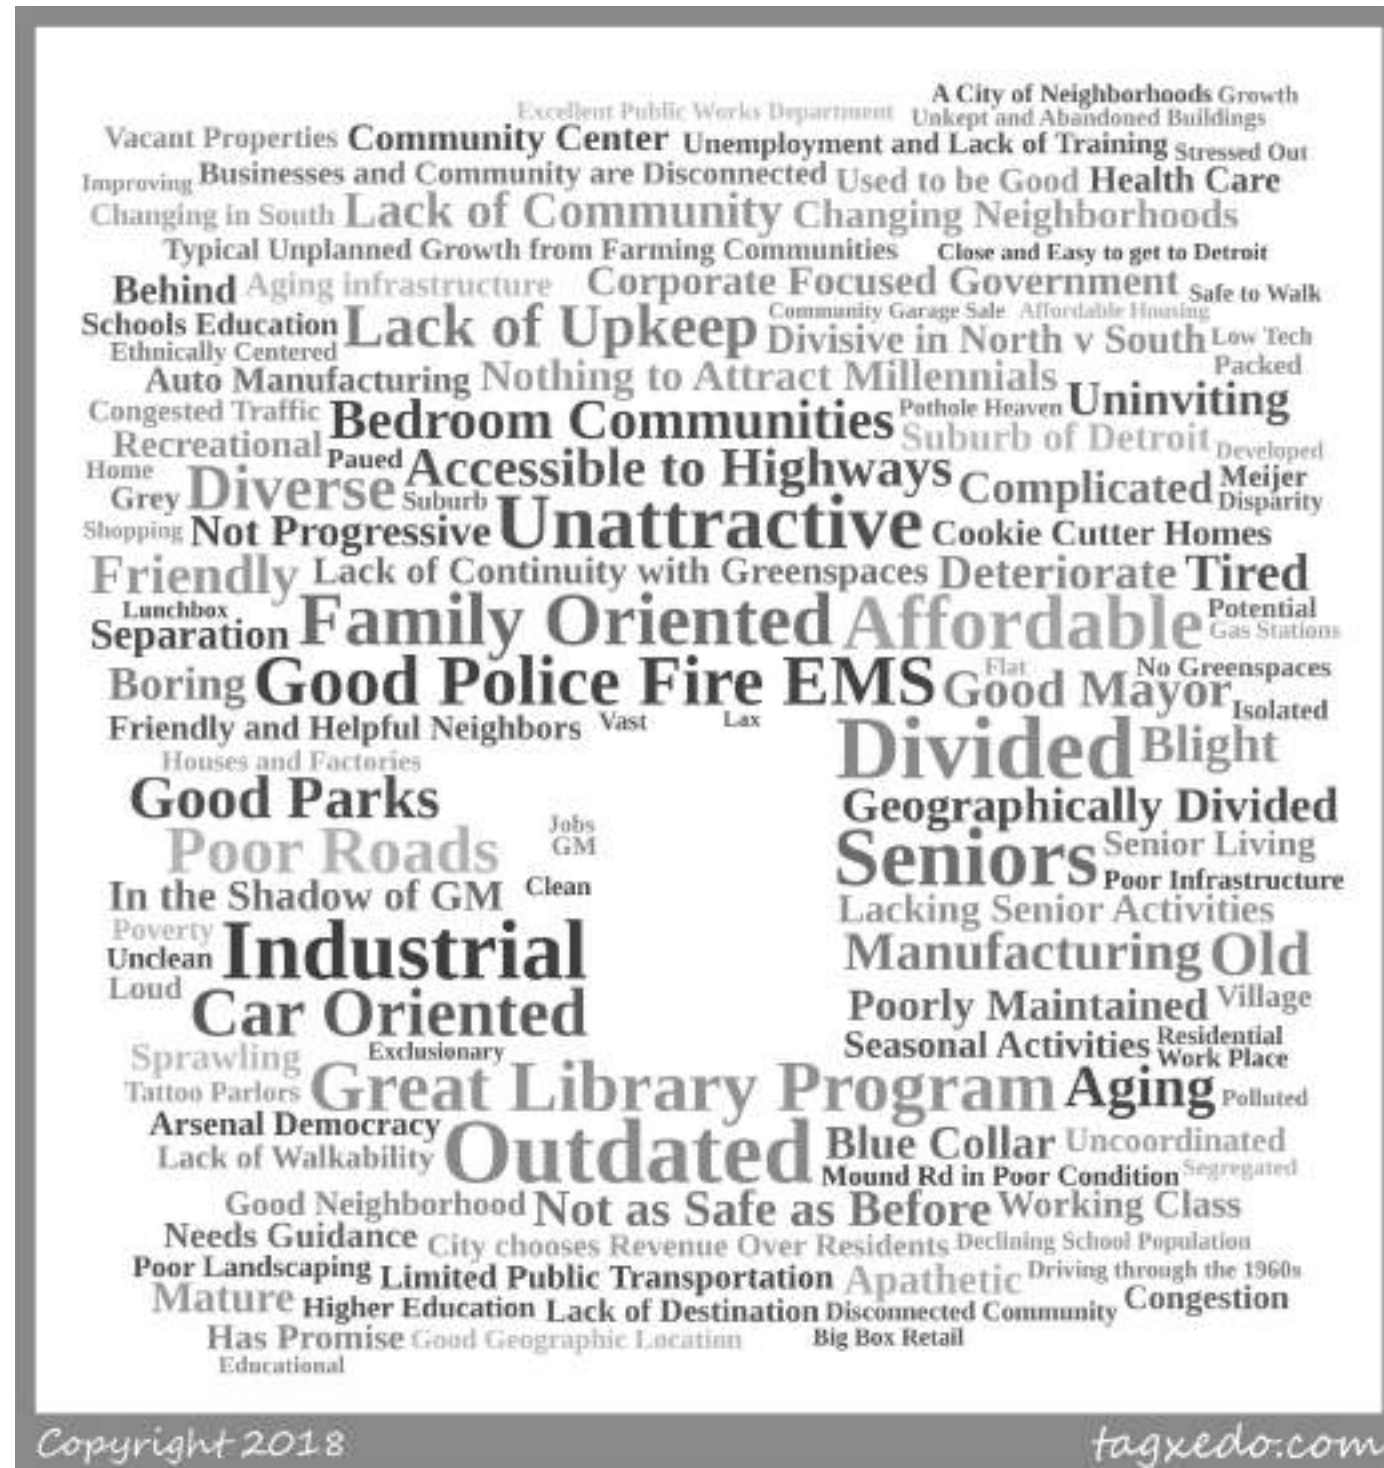 A City of Neighborhoods Growth
Excellent Public Works Department Unkept and Abandoned Buildings
Vacant Properties Community Center Unemployment and Lack of Training Stressed Out
Improving Businesses and Community are Disconnected Used to be Good Health Care
Changing in South Lack of Community Changing Neighborhoods
Typical Unplanned Growth from Farming Communities Close and Easy to get to Detroit
Behind Aging infrastructure Corporate Focused Government Safe to Walk
Schools Education Lack of Upkeep Community Garage Sale Affordable Housing
Ethnically Centered Divisive in North v South Low Tech
Auto Manufacturing Nothing to Attract Millennials Packed
Congested Traffic Bedroom Communities Pothole Heaven Uninviting
Recreational Suburb of Detroit Developed
Home Paued Accessible to Highways Complicated Meijer
Grey Diverse Suburb Disparity
Shopping Not Progressive Unattractive Cookie Cutter Homes
Friendly Lack of Continuity with Greenspaces Deteriorate Tired
Lunchbox Family Oriented Affordable Potential
Separation Gas Stations
Boring Good Police Fire EMS Good Mayor Flat No Greenspaces
Friendly and Helpful Neighbors Vast Lax Isolated
Houses and Factories Divided Blight
Good Parks Geographically Divided
Poor Roads Jobs Seniors Senior Living
GM Poor Infrastructure
In the Shadow of GM Clean Lacking Senior Activities
Poverty Industrial Manufacturing Old
Unclean
Loud Car Oriented Poorly Maintained Village
Sprawling Exclusionary Seasonal Activities Residential
Work Place
Tattoo Parlors Great Library Program Aging Polluted
Arsenal Democracy Outdated Blue Collar Uncoordinated
Lack of Walkability Mound Rd in Poor Condition Segregated
Good Neighborhood Not as Safe as Before Working Class
Needs Guidance City chooses Revenue Over Residents Declining School Population
Poor Landscaping Limited Public Transportation Apathetic Driving through the 1960s
Mature Higher Education Lack of Destination Disconnected Community Congestion
Has Promise Good Geographic Location Big Box Retail
Educational
Copyright 2018 tagxedo.com